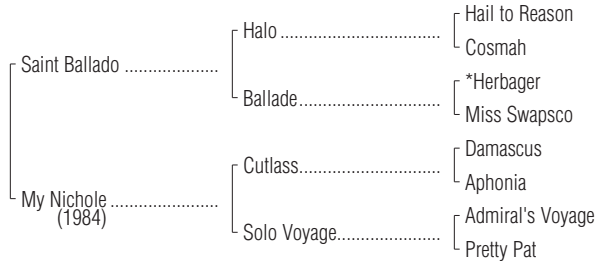 Hail to Reason
Halo
Cosmah
Saint Ballado
*Herbager
Ballade
Miss Swapsco
Damascus
Cutlass
Aphonia
My Nichole
(1984)
Admiral's Voyage
Solo Voyage
Pretty Pat